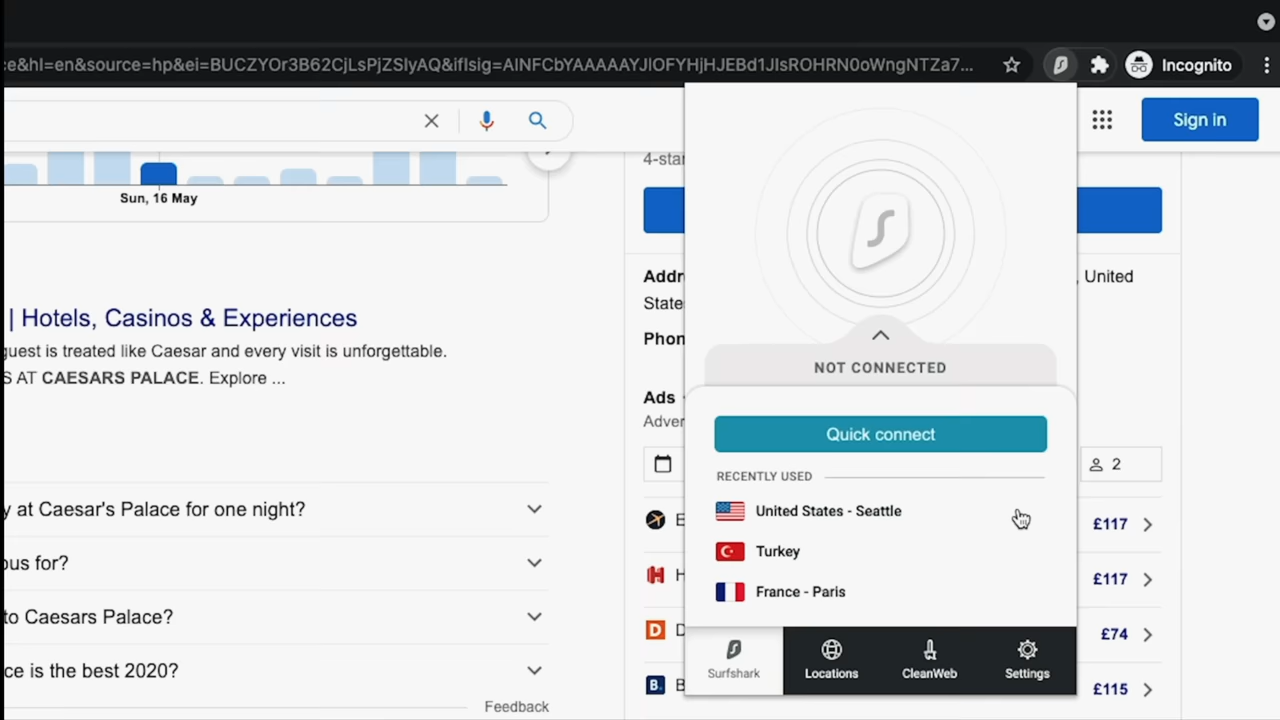 ce&hl=en&source=hp&ei=BUCZYOr3B62CjLsPjZSIyAQ&iflsig=AINFCbYAAAAAYJIOFYHjHJEBd1JIsROHRN0oWngNTZa7...
Incognito
Sign in
4-star
Sun, 16 May
Addr
, United
State
Phon
| Hotels, Casinos & Experiences
guest is treated like Caesar and every visit is unforgettable.
S AT CAESARS PALACE. Explore ...
NOT CONNECTED
Ads
Adver
Quick connect
2
RECENTLY USED
y at Caesar's Palace for one night?
United States - Seattle
E
£117
ous for?
Turkey
H
£117
France - Paris
to Caesars Palace?
D
D
£74
ce is the best 2020?
Surfshark
Locations
CleanWeb
Settings
B.
B
£115
Feedback